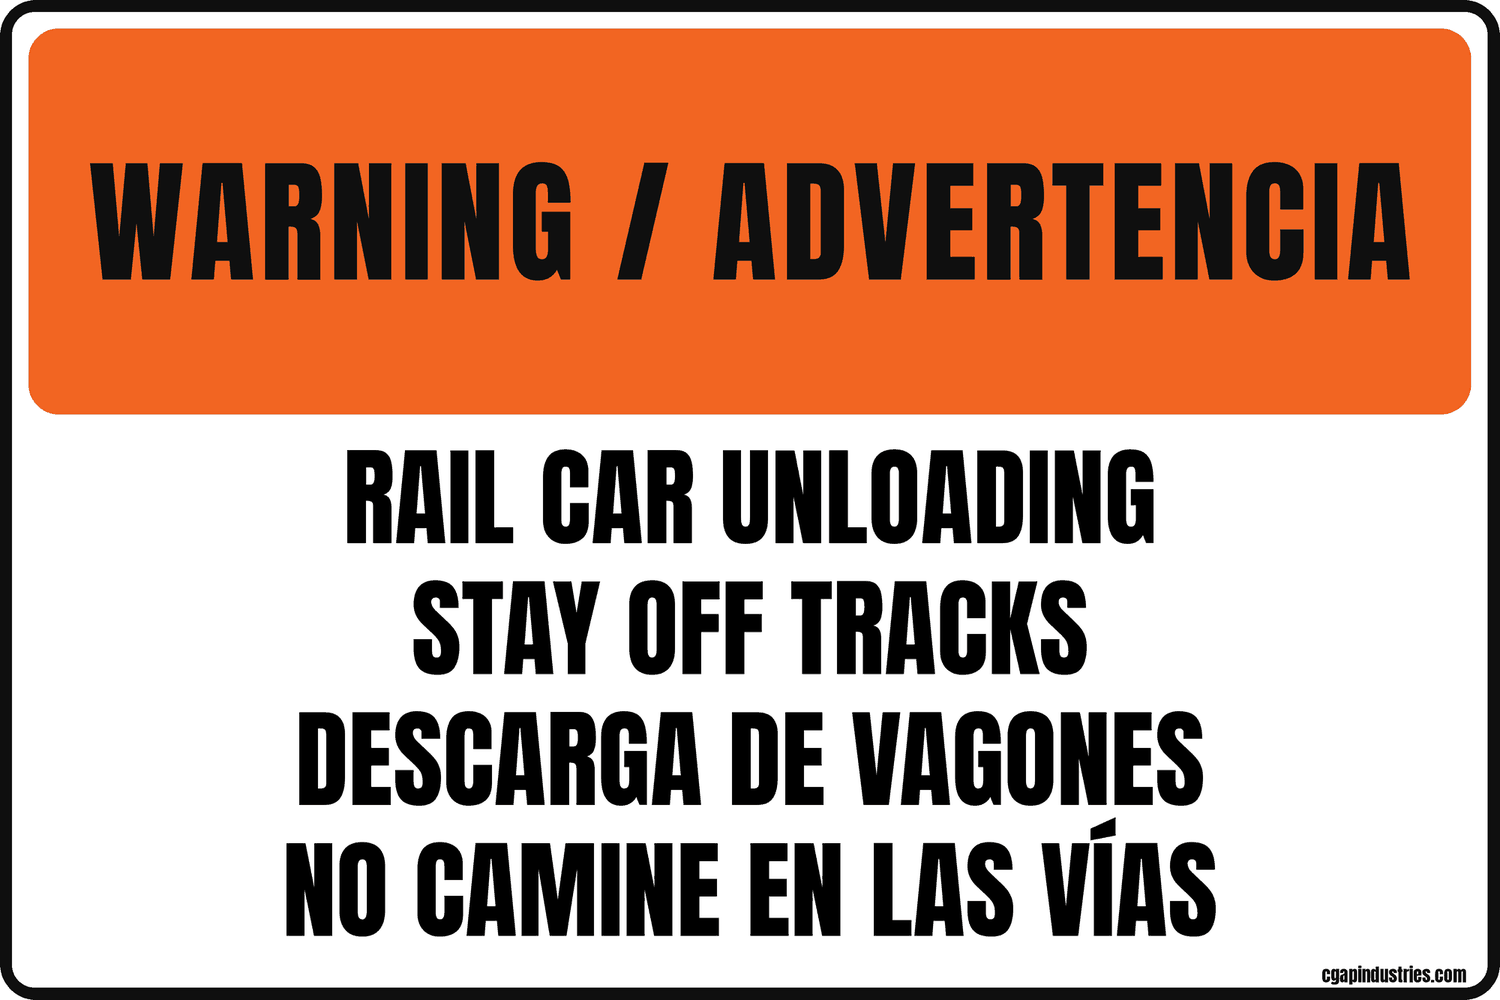 WARNING / ADVERTENCIA
RAIL CAR UNLOADING
STAY OFF TRACKS
DESCARGA DE VAGONES
NO CAMINE EN LAS VÍAS
cgapindustries.com